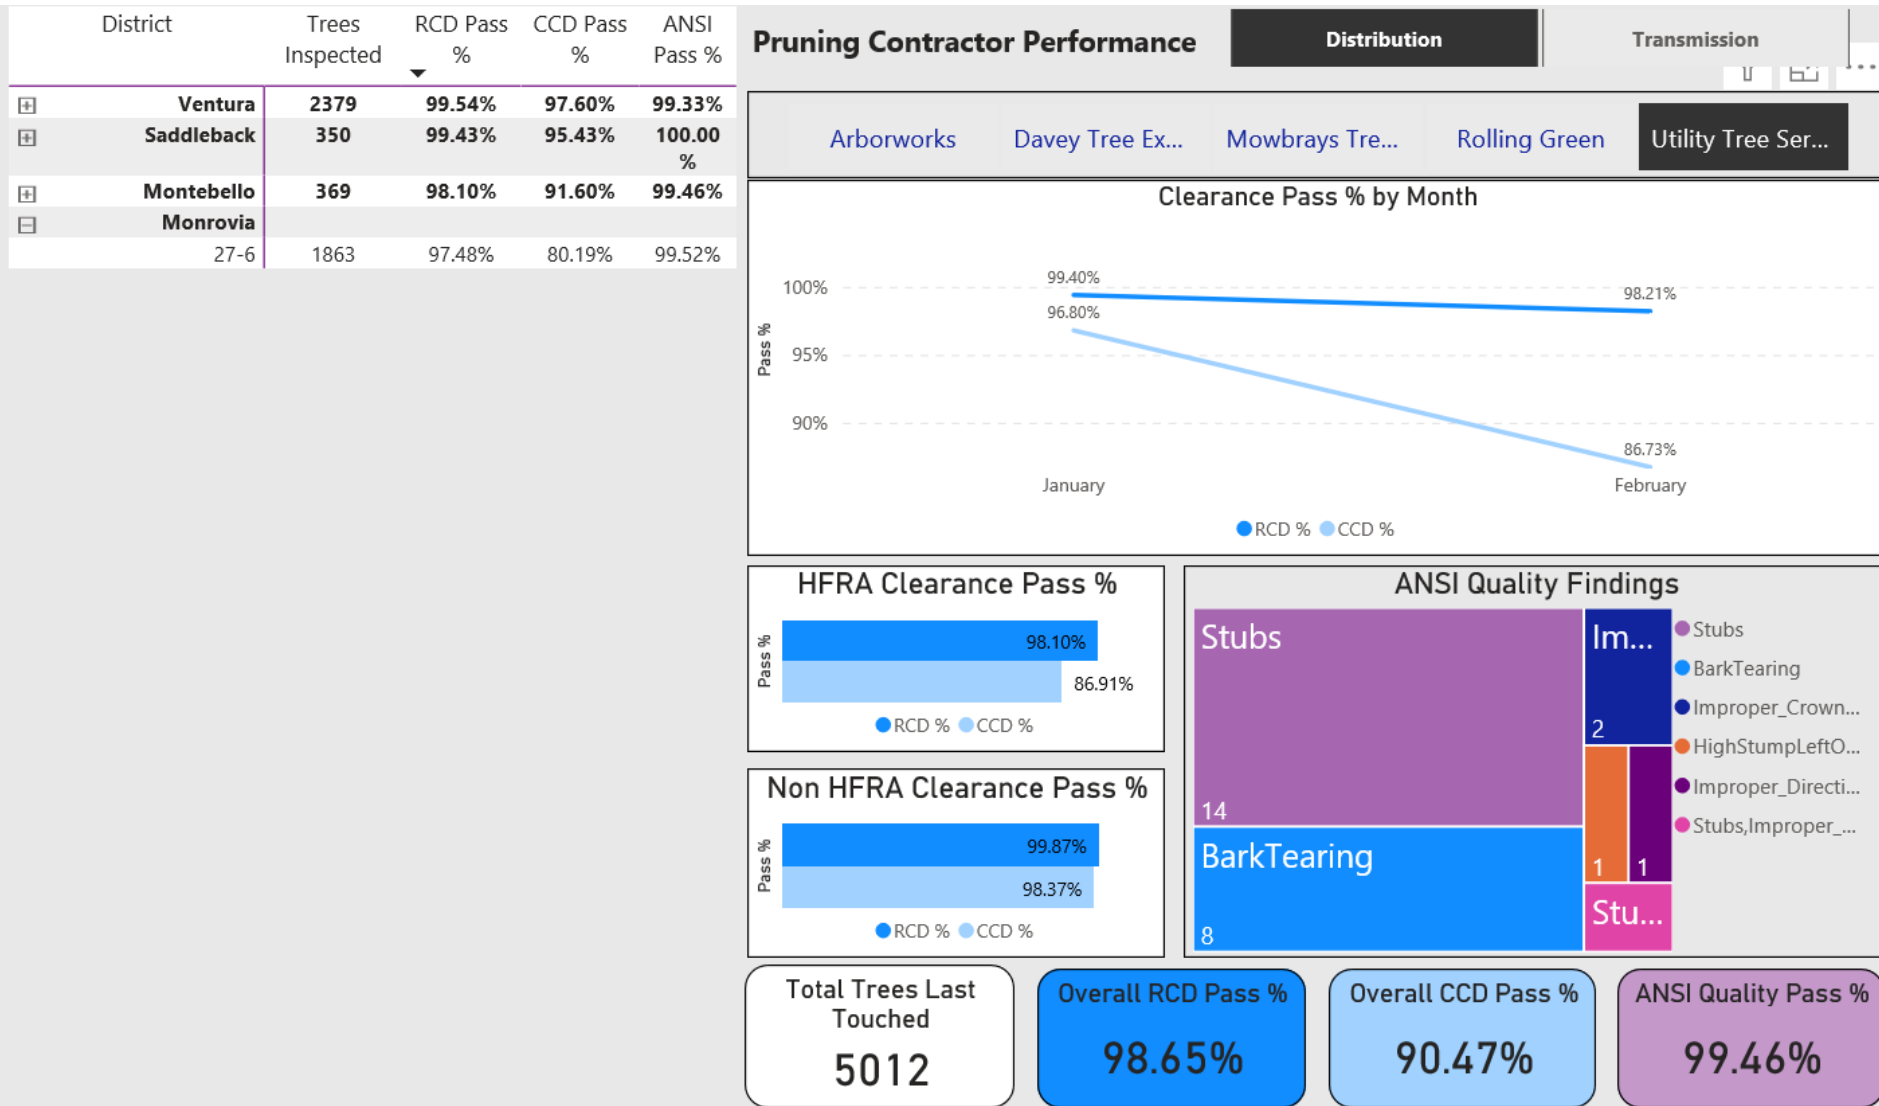 District Trees Inspected RCD Pass % CCD Pass % ANSI Pass %
Ventura 2379 99.54% 97.60% 99.33%
Saddleback 350 99.43% 95.43% 100.00 %
Montebello 369 98.10% 91.60% 99.46%
Monrovia
27-6 1863 97.48% 80.19% 99.52%
Pruning Contractor Performance
Distribution
Transmission
Arborworks
Davey Tree Ex...
Mowbrays Tre...
Rolling Green
Utility Tree Ser...
Clearance Pass % by Month
Pass %
100%
95%
90%
99.40%
96.80%
98.21%
86.73%
January
February
RCD % CCD %
HFRA Clearance Pass %
Pass %
98.10%
86.91%
RCD % CCD %
Non HFRA Clearance Pass %
Pass %
99.87%
98.37%
RCD % CCD %
ANSI Quality Findings
Stubs
14
BarkTearing
8
Im...
2
1
1
Stu...
Stubs
BarkTearing
Improper_Crown...
HighStumpLeftO...
Improper_Directi...
Stubs,Improper_...
Total Trees Last
Touched
5012
Overall RCD Pass %
98.65%
Overall CCD Pass %
90.47%
ANSI Quality Pass %
99.46%